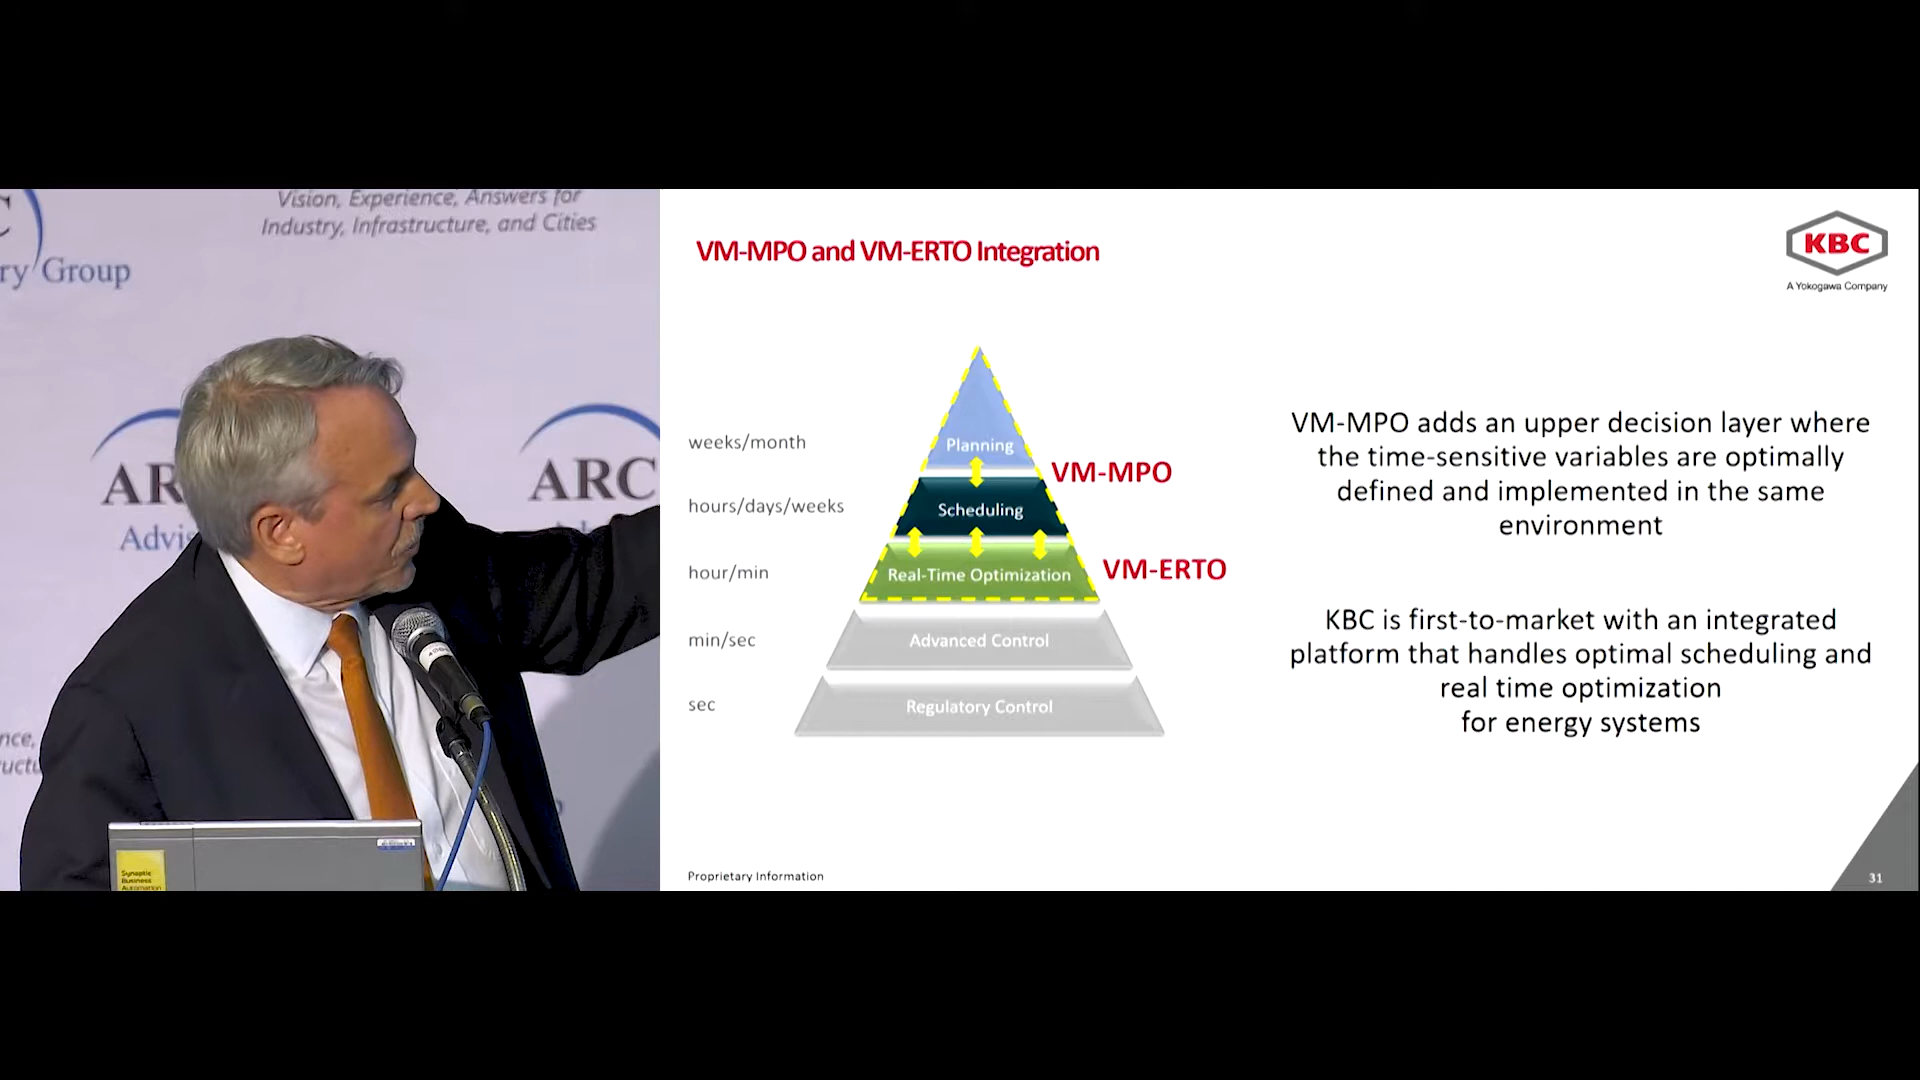 Vision, Experience, Answers for
Industry, Infrastructure, and Cities
ry Group
ARC
Advis
ARC
Synaptic
Business
Automation
VM-MPO and VM-ERTO Integration
KBC
A Yokogawa Company
weeks/month
Planning
VM-MPO
hours/days/weeks
Scheduling
hour/min
Real-Time Optimization
VM-ERTO
min/sec
Advanced Control
sec
Regulatory Control
VM-MPO adds an upper decision layer where
the time-sensitive variables are optimally
defined and implemented in the same
environment
KBC is first-to-market with an integrated
platform that handles optimal scheduling and
real time optimization
for energy systems
Proprietary Information
31